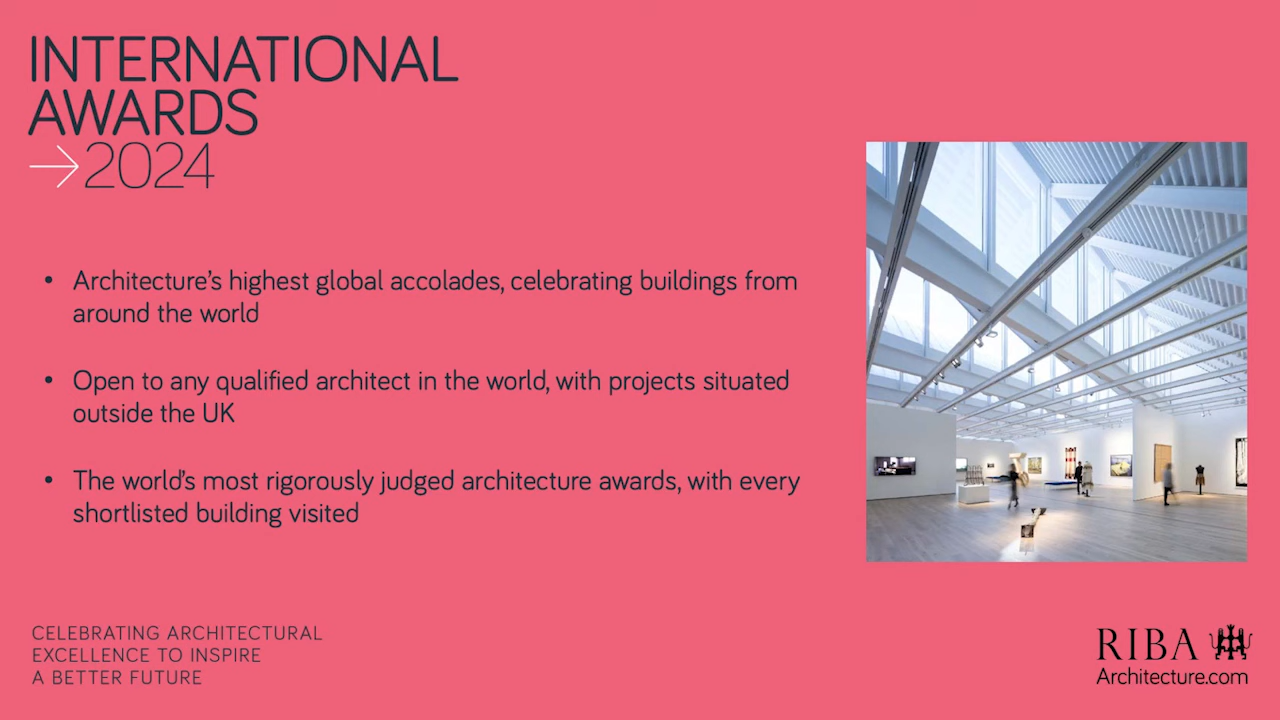 INTERNATIONAL
AWARDS
→2024
• Architecture’s highest global accolades, celebrating buildings from
around the world
• Open to any qualified architect in the world, with projects situated
outside the UK
• The world’s most rigorously judged architecture awards, with every
shortlisted building visited
CELEBRATING ARCHITECTURAL
EXCELLENCE TO INSPIRE
A BETTER FUTURE
RIBA
Architecture.com